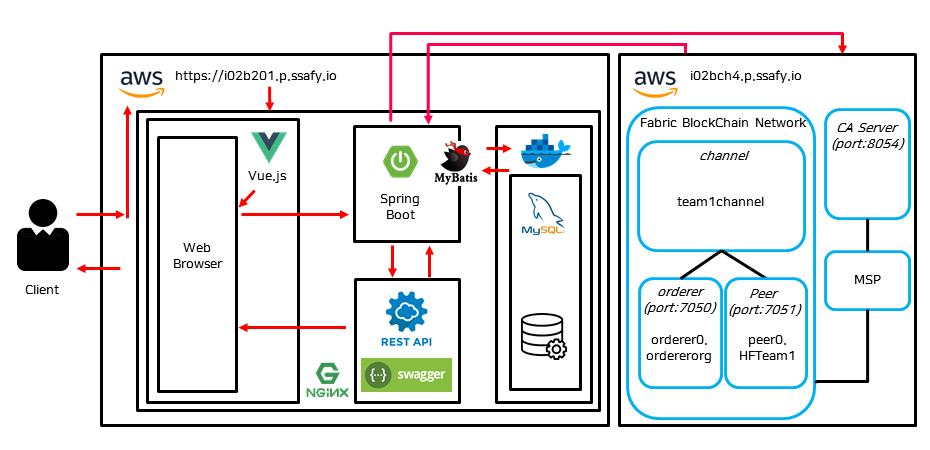 aws
https://i02b201.p.ssafy.io
Vue.js
Web
Browser
Client
Spring
Boot
MyBatis
MySQL
REST API
swagger
NGiNX
aws
i02bch4.p.ssafy.io
Fabric BlockChain Network
channel
team1channel
orderer
(port:7050)
orderer0.
ordererorg
Peer
(port:7051)
peer0.
HFTeam1
CA Server
(port:8054)
MSP